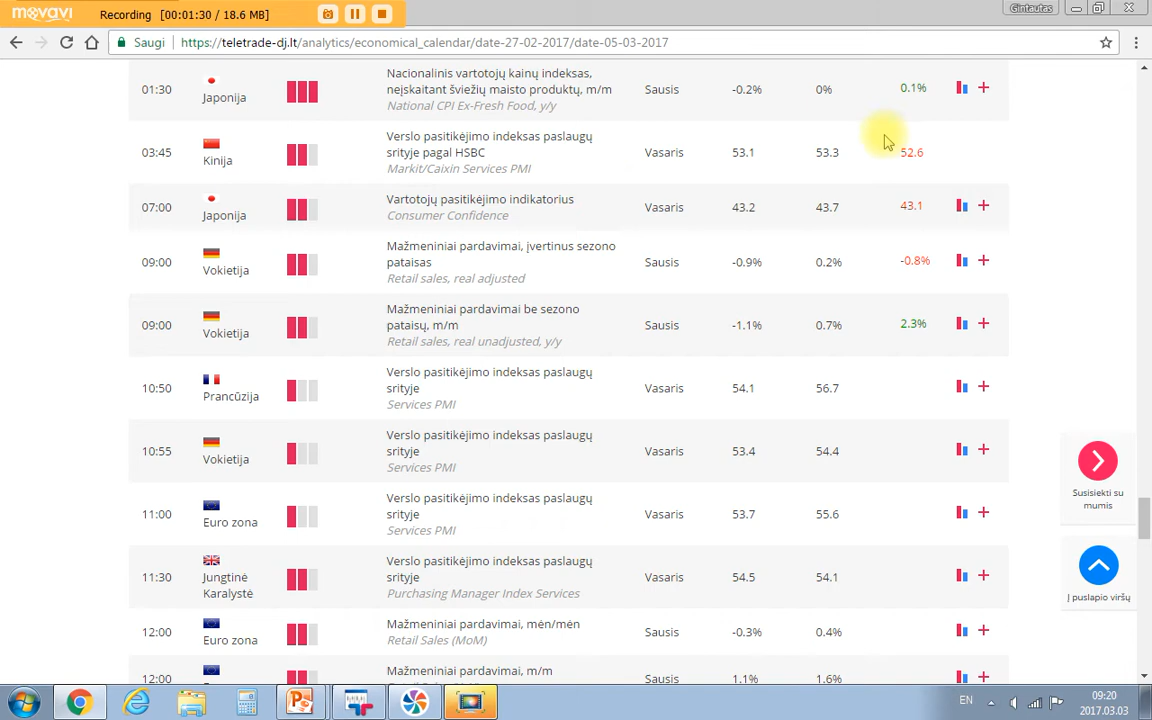 movavi
Recording [00:01:30 / 18.6 MB]
Gintautas
Saugi https://teletrade-dj.lt/analytics/economical_calendar/date-27-02-2017/date-05-03-2017
01:30 Japonija Nacionalinis vartotojų kainų indeksas, neįskaitant šviežių maisto produktų, m/m Sausis -0.2% 0% 0.1%
National CPI Ex-Fresh Food, y/y
03:45 Kinija Verslo pasitikėjimo indeksas paslaugų srityje pagal HSBC Vasaris 53.1 53.3 52.6
Markit/Caixin Services PMI
07:00 Japonija Vartotojų pasitikėjimo indikatorius Vasaris 43.2 43.7 43.1
Consumer Confidence
09:00 Vokietija Mažmeniniai pardavimai, įvertinus sezono pataisas Sausis -0.9% 0.2% -0.8%
Retail sales, real adjusted
09:00 Vokietija Mažmeniniai pardavimai be sezono pataisų, m/m Sausis -1.1% 0.7% 2.3%
Retail sales, real unadjusted, y/y
10:50 Prancūzija Verslo pasitikėjimo indeksas paslaugų srityje Vasaris 54.1 56.7
Services PMI
10:55 Vokietija Verslo pasitikėjimo indeksas paslaugų srityje Vasaris 53.4 54.4
Services PMI
11:00 Euro zona Verslo pasitikėjimo indeksas paslaugų srityje Vasaris 53.7 55.6
Services PMI
11:30 Jungtinė Karalystė Verslo pasitikėjimo indeksas paslaugų srityje Vasaris 54.5 54.1
Purchasing Manager Index Services
12:00 Euro zona Mažmeniniai pardavimai, mėn/mėn Sausis -0.3% 0.4%
Retail Sales (MoM)
12:00 Mažmeniniai pardavimai, m/m Sausis 1.1% 1.6%
Susisiekti su mumis
Į puslapio viršų
EN
09:20
2017.03.03